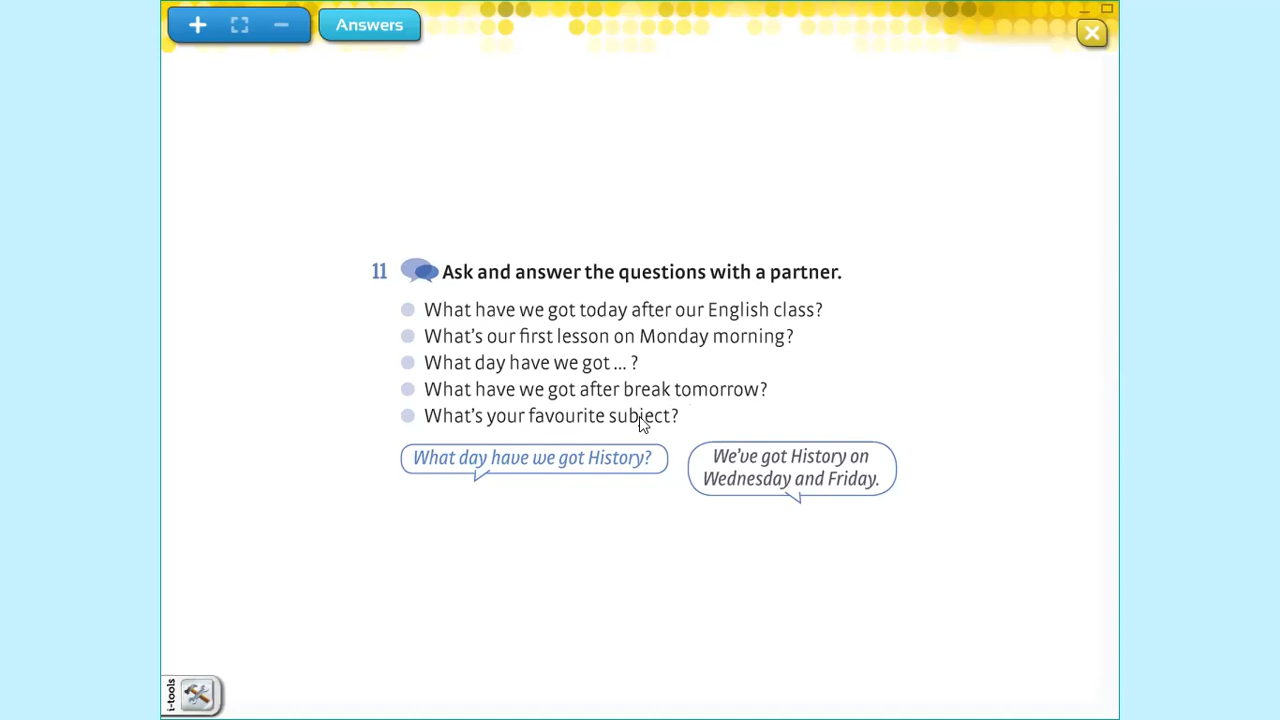 Answers
11 Ask and answer the questions with a partner.
What have we got today after our English class?
What's our first lesson on Monday morning?
What day have we got ... ?
What have we got after break tomorrow?
What's your favourite subject?
What day have we got History?
We've got History on
Wednesday and Friday.
i-tools